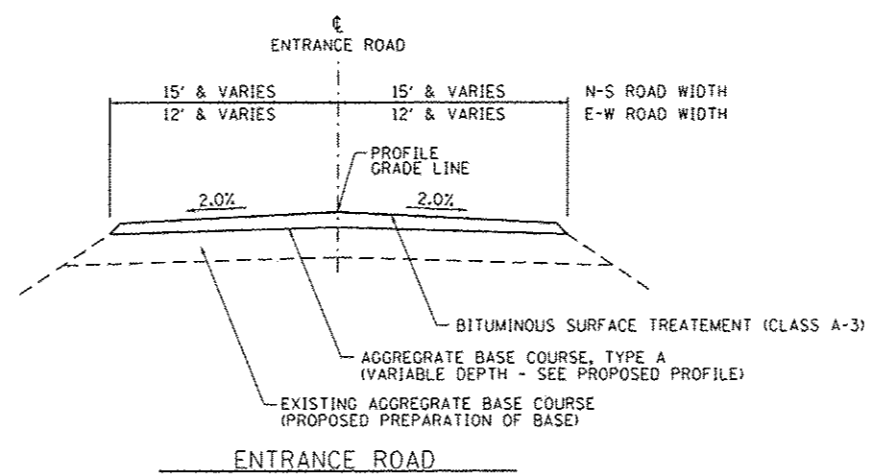 ℄
ENTRANCE ROAD
15' & VARIES 15' & VARIES N-S ROAD WIDTH
12' & VARIES 12' & VARIES E-W ROAD WIDTH
PROFILE
GRADE LINE
2.0% 2.0%
BITUMINOUS SURFACE TREATEMENT (CLASS A-3)
AGGREGRATE BASE COURSE, TYPE A
(VARIABLE DEPTH - SEE PROPOSED PROFILE)
EXISTING AGGREGRATE BASE COURSE
(PROPOSED PREPARATION OF BASE)
ENTRANCE ROAD